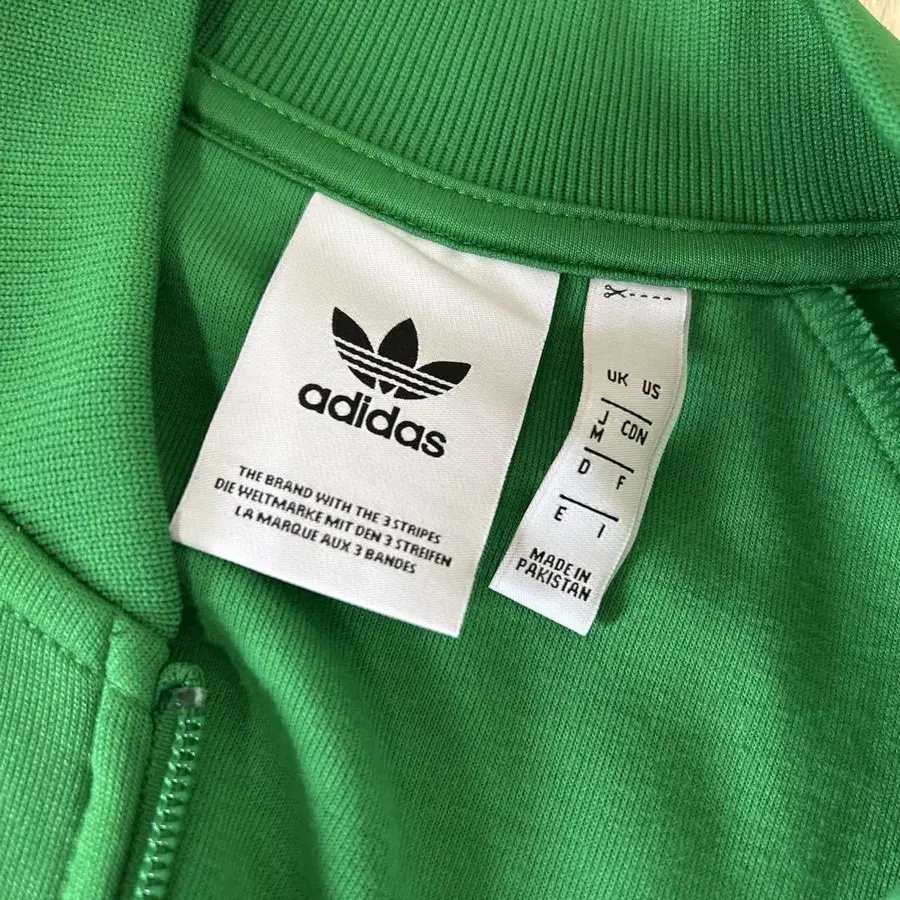 adidas
THE BRAND WITH THE 3 STRIPES
DIE WELTMARKE MIT DEN 3 STREIFEN
LA MARQUE AUX 3 BANDES
UK US
J CDN
M
D F
E I
MADE IN
PAKISTAN